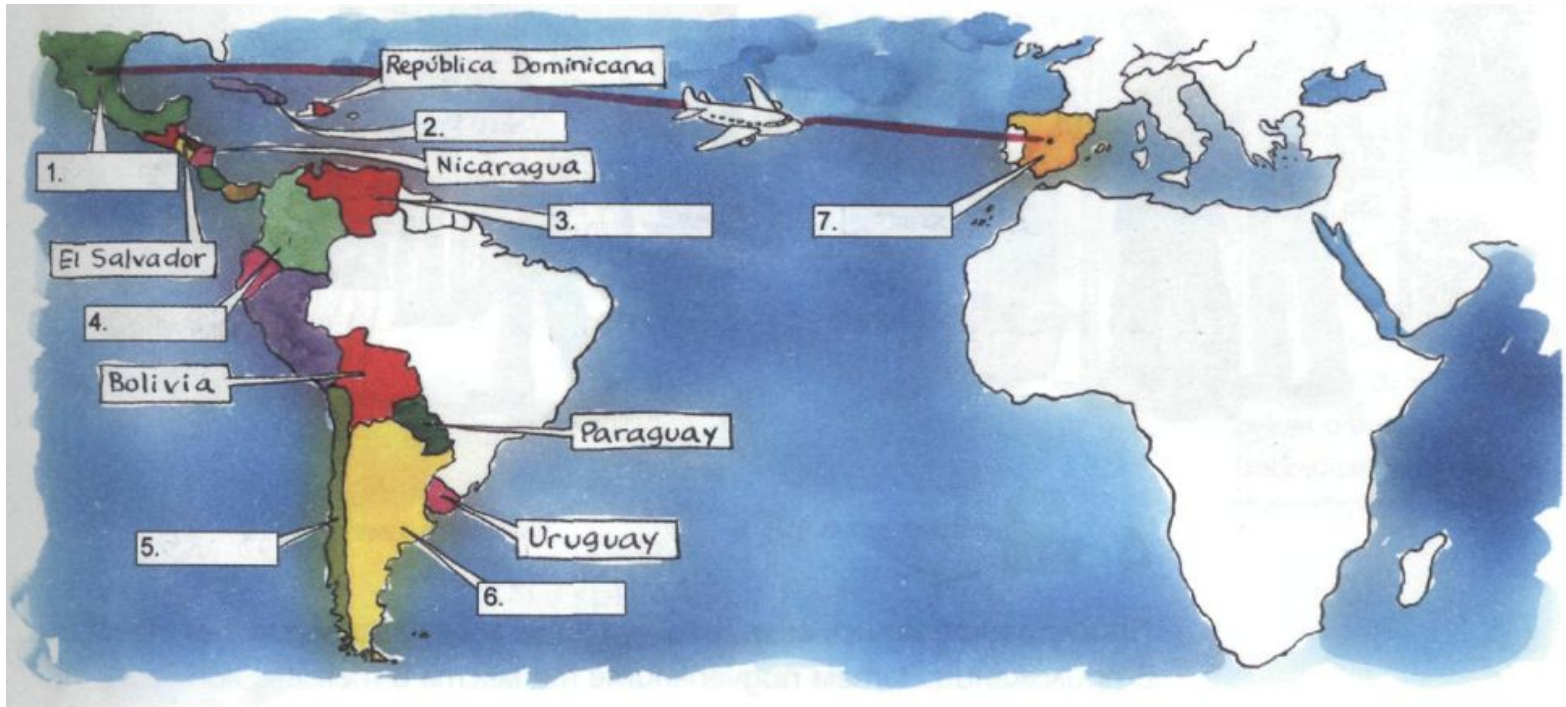 República Dominicana
2.
Nicaragua
1.
3.
7.
El Salvador
4.
Bolivia
Paraguay
5.
Uruguay
6.